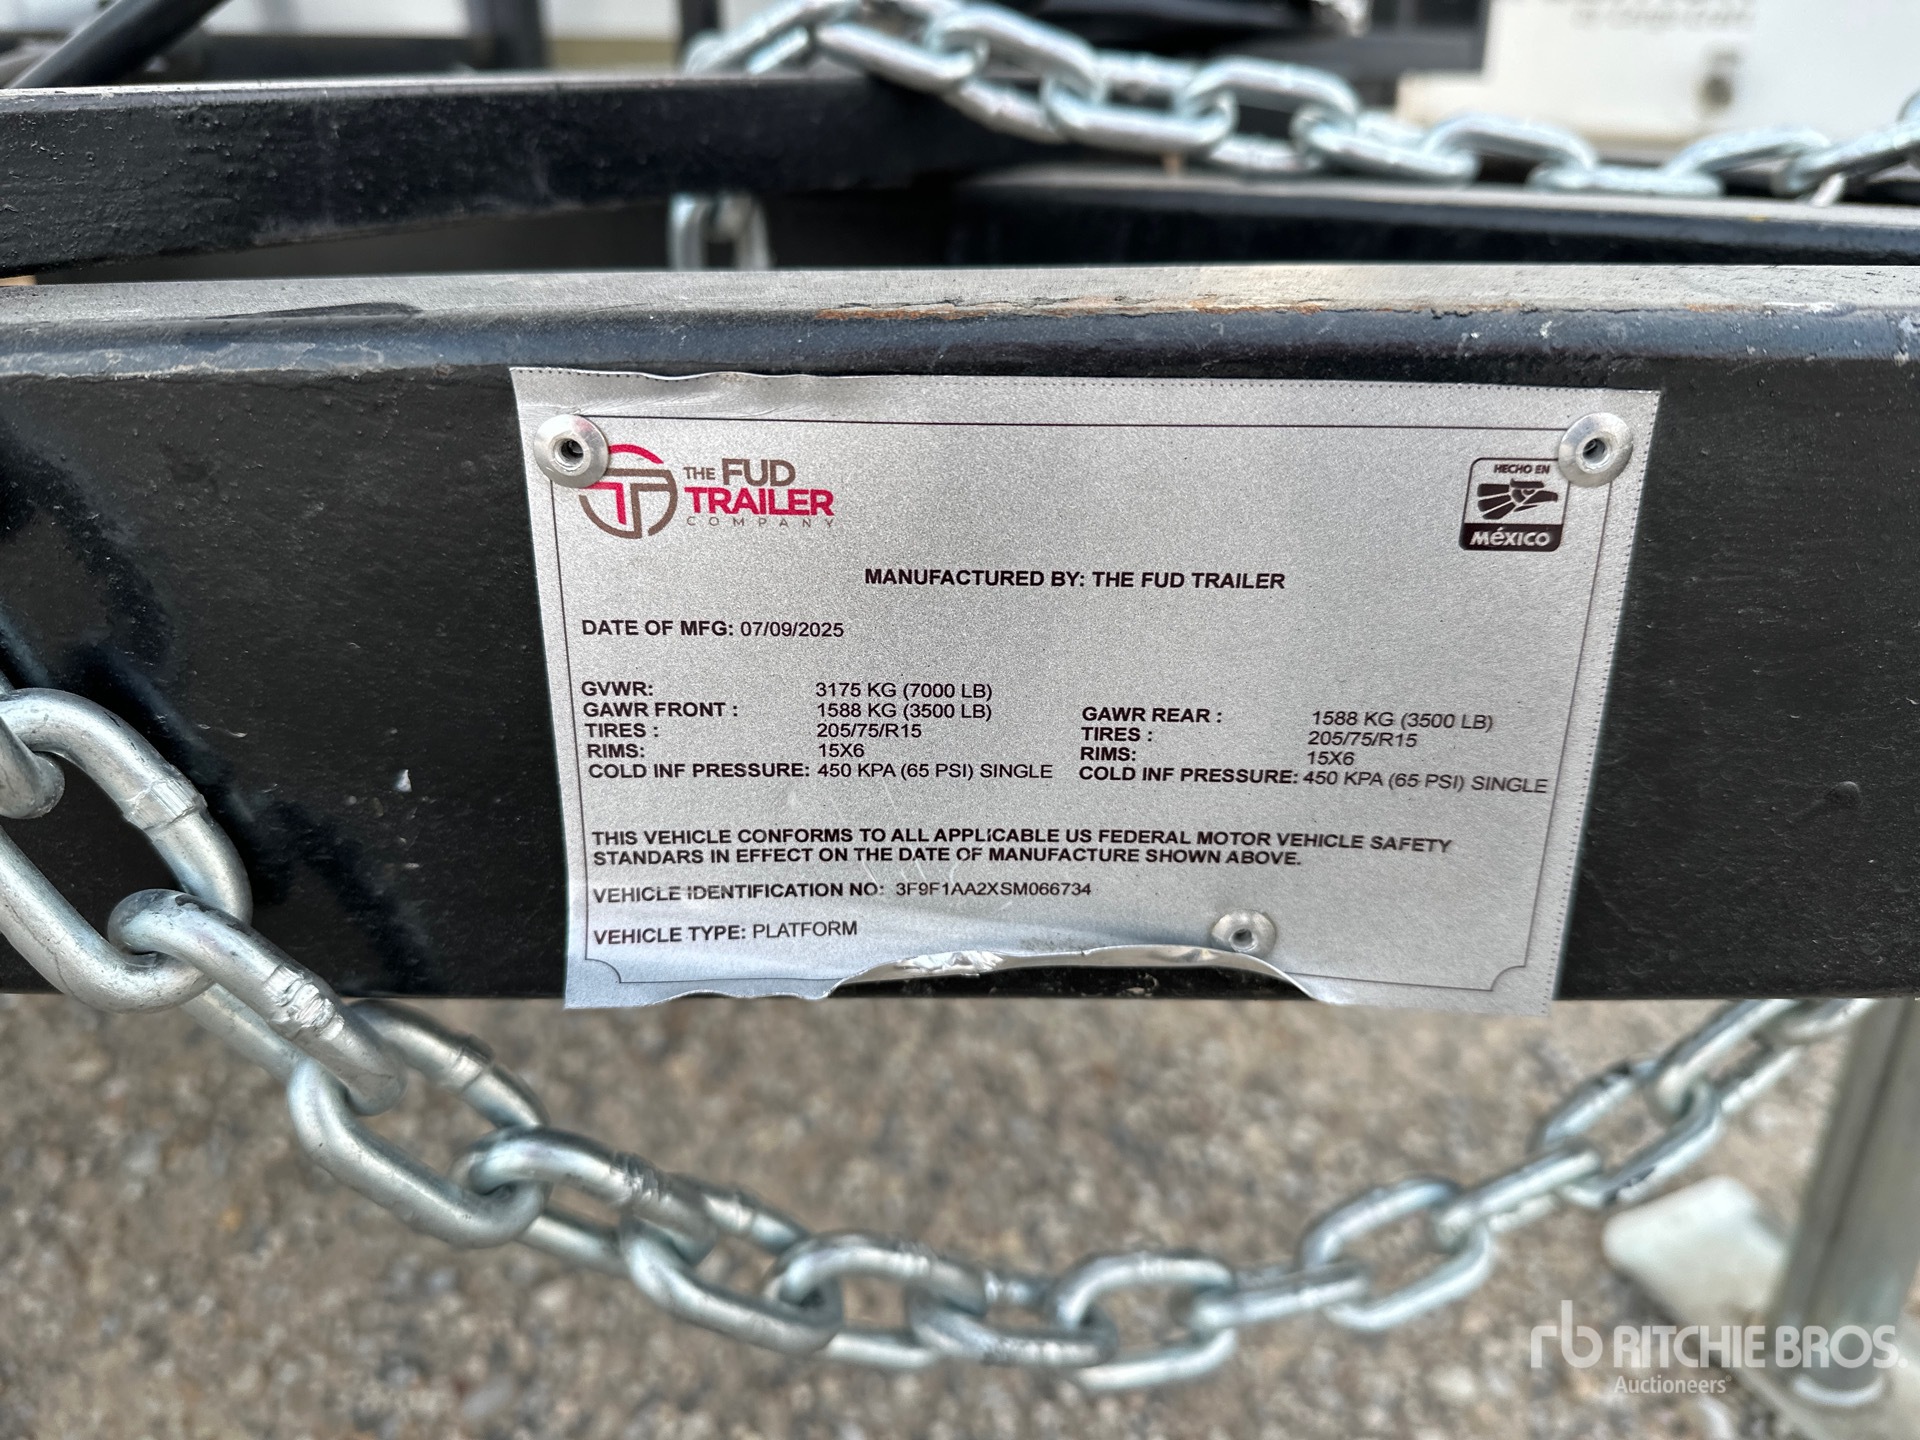 THE FUD
TRAILER
COMPANY
HECHO EN
MéXICO
MANUFACTURED BY: THE FUD TRAILER
DATE OF MFG: 07/09/2025
GVWR: 3175 KG (7000 LB)
GAWR FRONT : 1588 KG (3500 LB) GAWR REAR : 1588 KG (3500 LB)
TIRES : 205/75/R15 TIRES : 205/75/R15
RIMS: 15X6 RIMS: 15X6
COLD INF PRESSURE: 450 KPA (65 PSI) SINGLE COLD INF PRESSURE: 450 KPA (65 PSI) SINGLE
THIS VEHICLE CONFORMS TO ALL APPLICABLE US FEDERAL MOTOR VEHICLE SAFETY
STANDARS IN EFFECT ON THE DATE OF MANUFACTURE SHOWN ABOVE.
VEHICLE IDENTIFICATION NO: 3F9F1AA2XSM066734
VEHICLE TYPE: PLATFORM
rb RITCHIE BROS.
Auctioneers